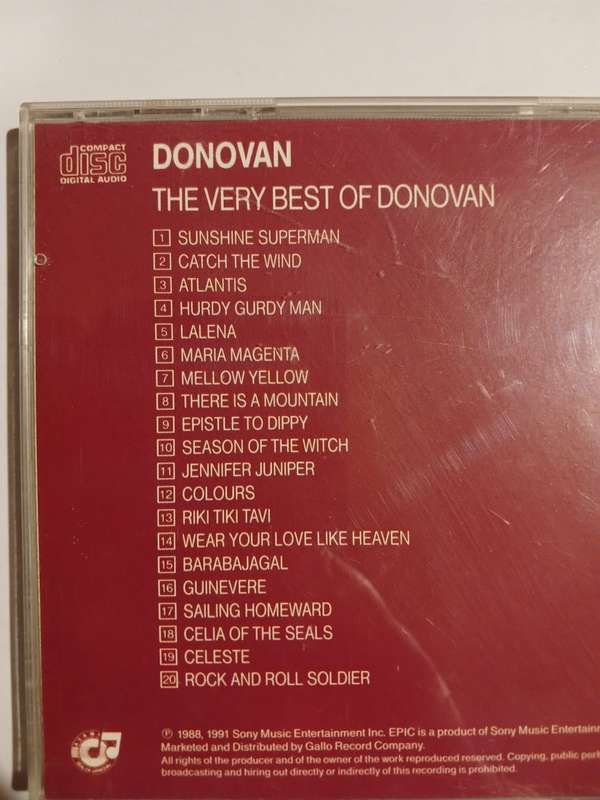 COMPACT
disc
DIGITAL AUDIO
DONOVAN
THE VERY BEST OF DONOVAN
1 SUNSHINE SUPERMAN
2 CATCH THE WIND
3 ATLANTIS
4 HURDY GURDY MAN
5 LALENA
6 MARIA MAGENTA
7 MELLOW YELLOW
8 THERE IS A MOUNTAIN
9 EPISTLE TO DIPPY
10 SEASON OF THE WITCH
11 JENNIFER JUNIPER
12 COLOURS
13 RIKI TIKI TAVI
14 WEAR YOUR LOVE LIKE HEAVEN
15 BARABAJAGAL
16 GUINEVERE
17 SAILING HOMEWARD
18 CELIA OF THE SEALS
19 CELESTE
20 ROCK AND ROLL SOLDIER
℗ 1988, 1991 Sony Music Entertainment Inc. EPIC is a product of Sony Music
Marketed and Distributed by Gallo Record Company.
All rights of the producer and of the owner of the work reproduced reserved. Copying, public
broadcasting and hiring out directly or indirectly of this recording is prohibited.